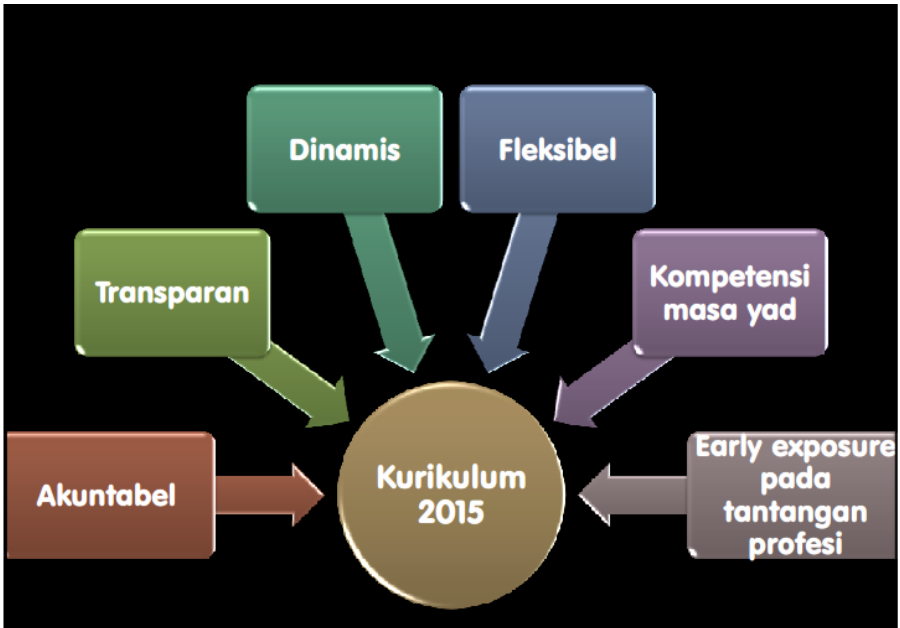 Dinamis
Fleksibel
Transparan
Kompetensi
masa yad
Akuntabel
Kurikulum
2015
Early exposure
pada
tantangan
profesi